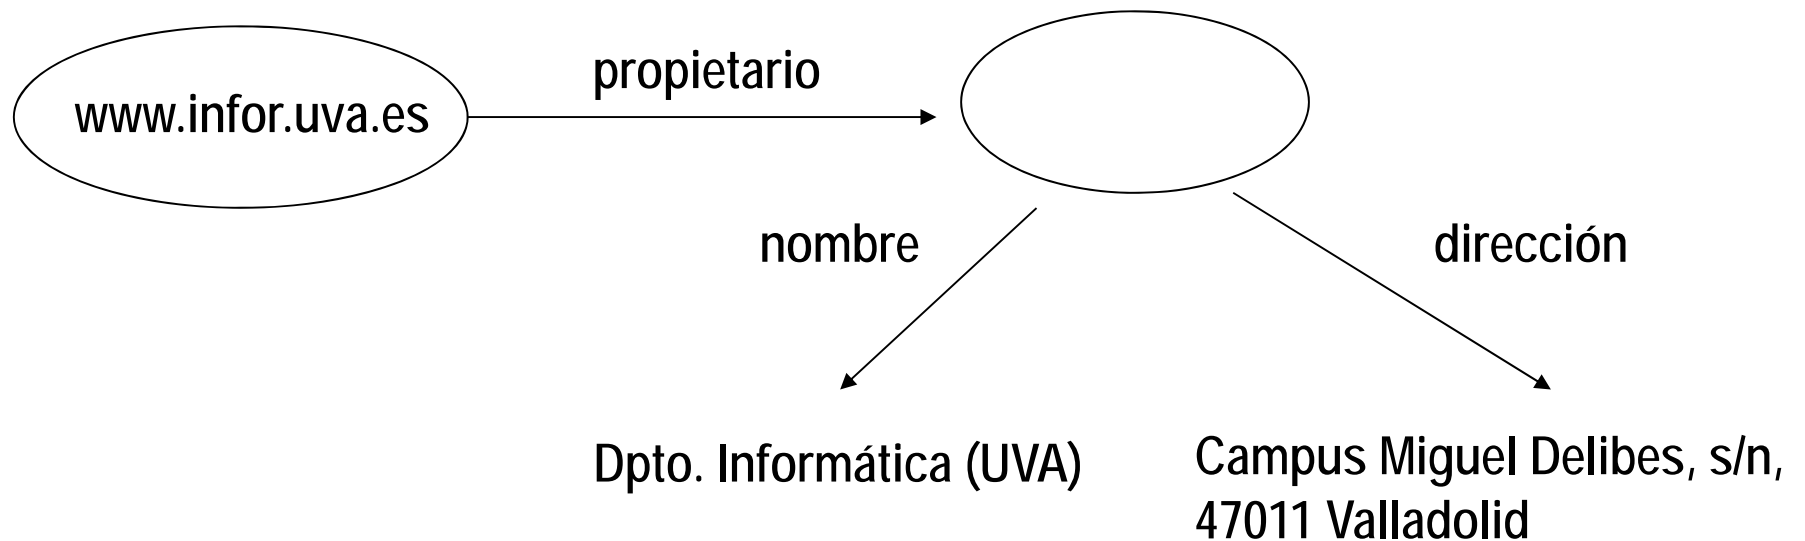 propietario
www.infor.uva.es
nombre
dirección
Dpto. Informática (UVA)
Campus Miguel Delibes, s/n,
47011 Valladolid